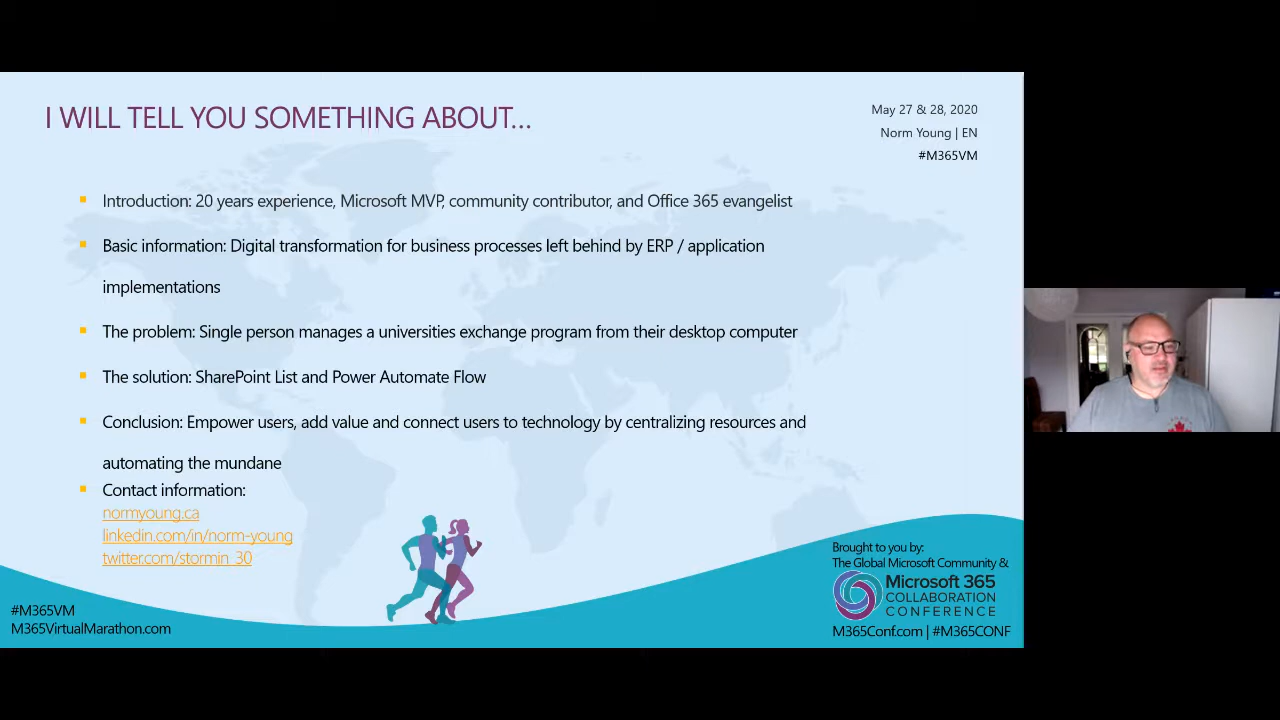 I WILL TELL YOU SOMETHING ABOUT...
May 27 & 28, 2020
Norm Young | EN
#M365VM
Introduction: 20 years experience, Microsoft MVP, community contributor, and Office 365 evangelist
Basic information: Digital transformation for business processes left behind by ERP / application
implementations
The problem: Single person manages a universities exchange program from their desktop computer
The solution: SharePoint List and Power Automate Flow
Conclusion: Empower users, add value and connect users to technology by centralizing resources and
automating the mundane
Contact information:
normyoung.ca
linkedin.com/in/norm-young
twitter.com/stormin_30
#M365VM
M365VirtualMarathon.com
Brought to you by:
The Global Microsoft Community &
Microsoft 365
COLLABORATION
CONFERENCE
M365Conf.com | #M365CONF